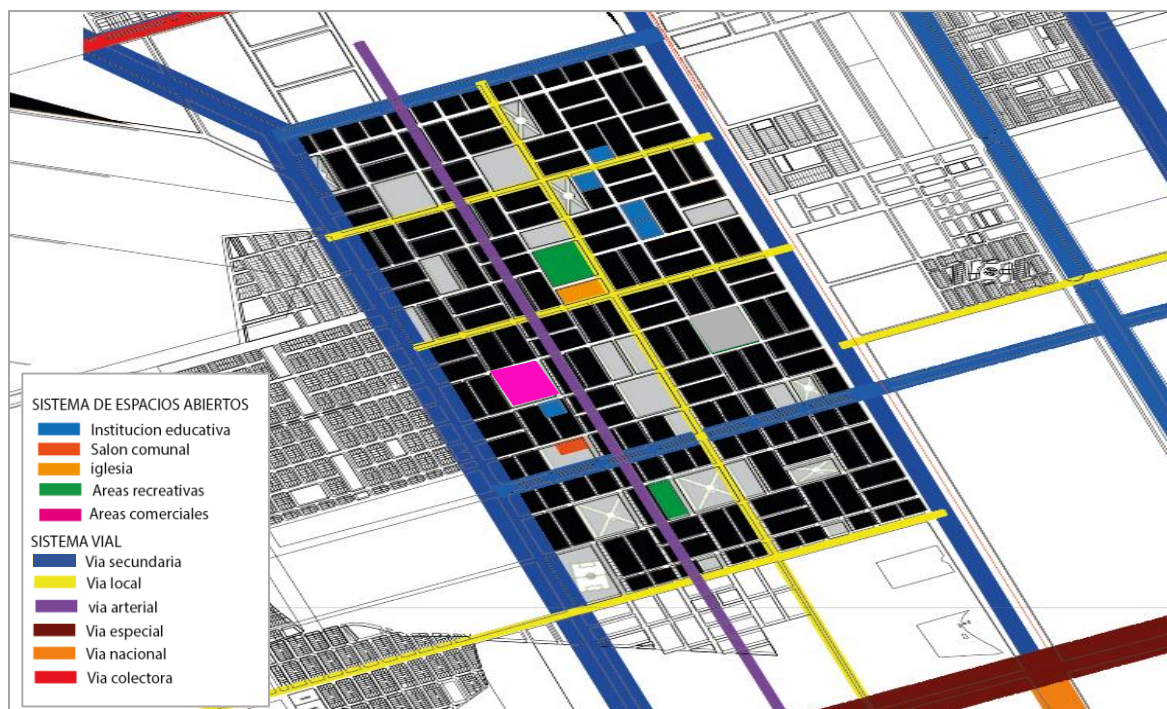 SISTEMA DE ESPACIOS ABIERTOS
Institucion educativa
Salon comunal
iglesia
Areas recreativas
Areas comerciales
SISTEMA VIAL
Via secundaria
Via local
via arterial
Via especial
Via nacional
Via colectora